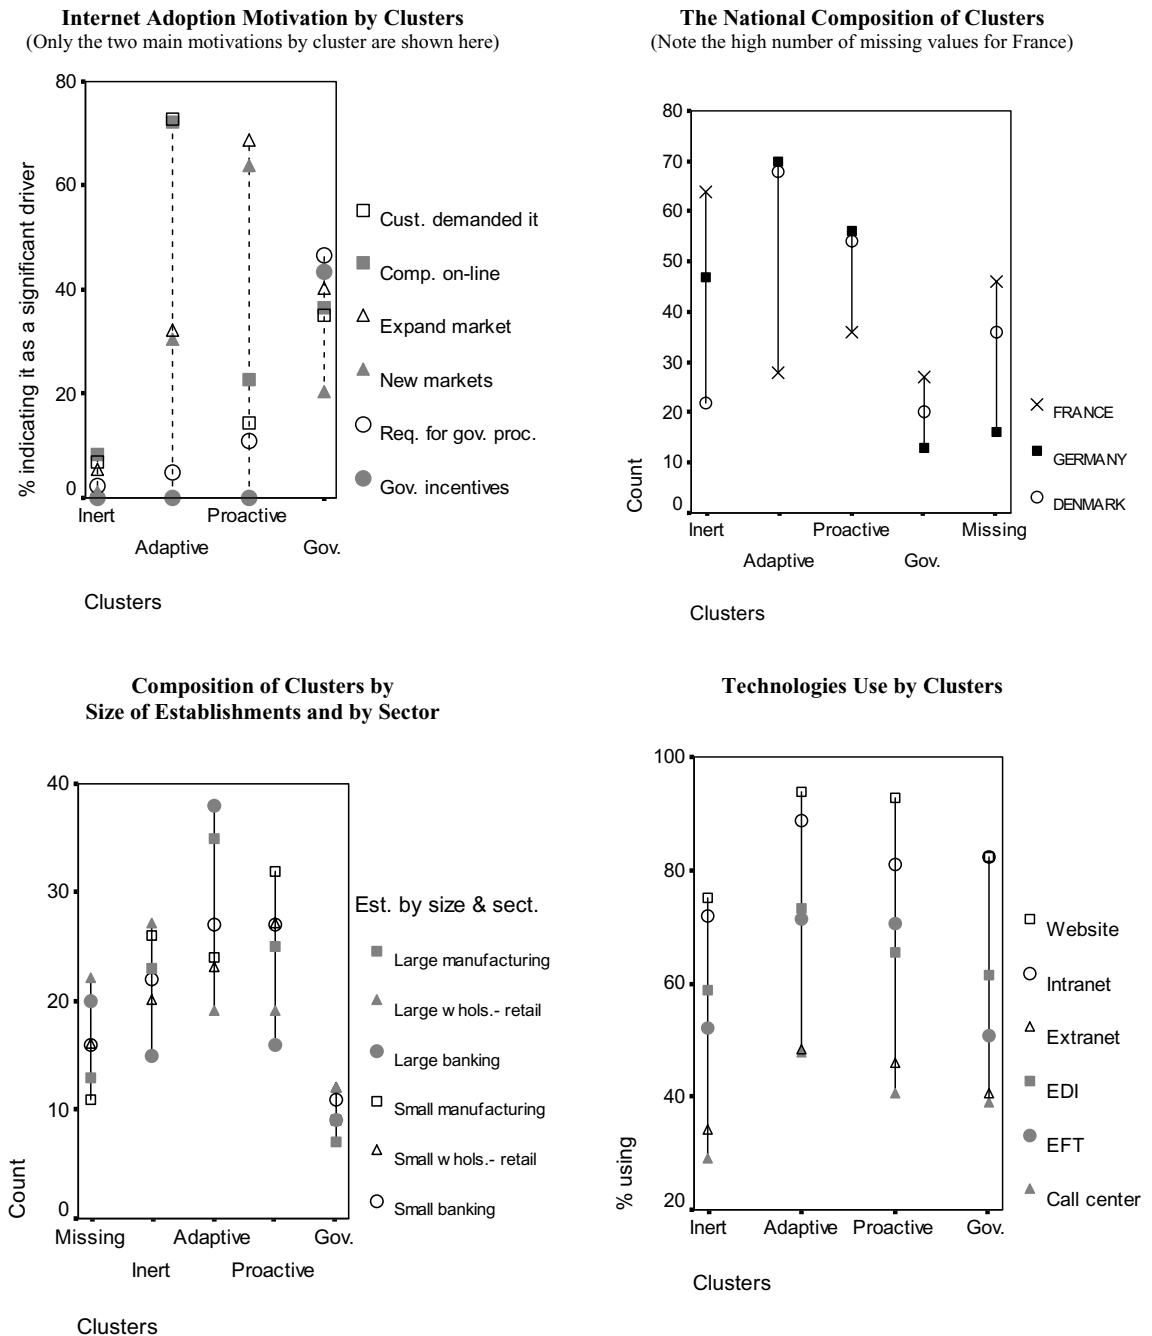 Internet Adoption Motivation by Clusters
(Only the two main motivations by cluster are shown here)
80
60
40
20
0
% indicating it as a significant driver
Inert
Proactive
Adaptive
Gov.
Clusters
Cust. demanded it
Comp. on-line
Expand market
New markets
Req. for gov. proc.
Gov. incentives
The National Composition of Clusters
(Note the high number of missing values for France)
80
70
60
50
40
30
20
10
0
Count
Inert
Proactive
Missing
Adaptive
Gov.
Clusters
FRANCE
GERMANY
DENMARK
Composition of Clusters by
Size of Establishments and by Sector
40
30
20
10
0
Count
Missing
Adaptive
Gov.
Inert
Proactive
Clusters
Est. by size & sect.
Large manufacturing
Large w hols.- retail
Large banking
Small manufacturing
Small w hols.- retail
Small banking
Technologies Use by Clusters
100
80
60
40
20
% using
Inert
Adaptive
Proactive
Gov.
Clusters
Website
Intranet
Extranet
EDI
EFT
Call center